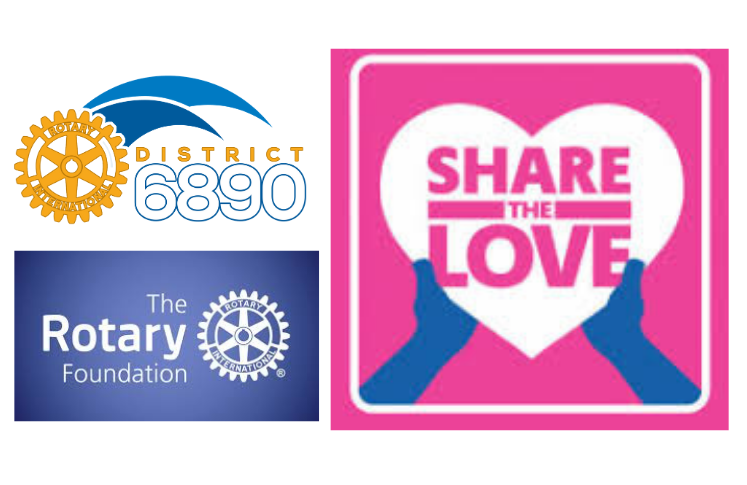 ROTARY
INTERNATIONAL
DISTRICT
6890
The
Rotary
Foundation
ROTARY
INTERNATIONAL
®
SHARE
THE
LOVE